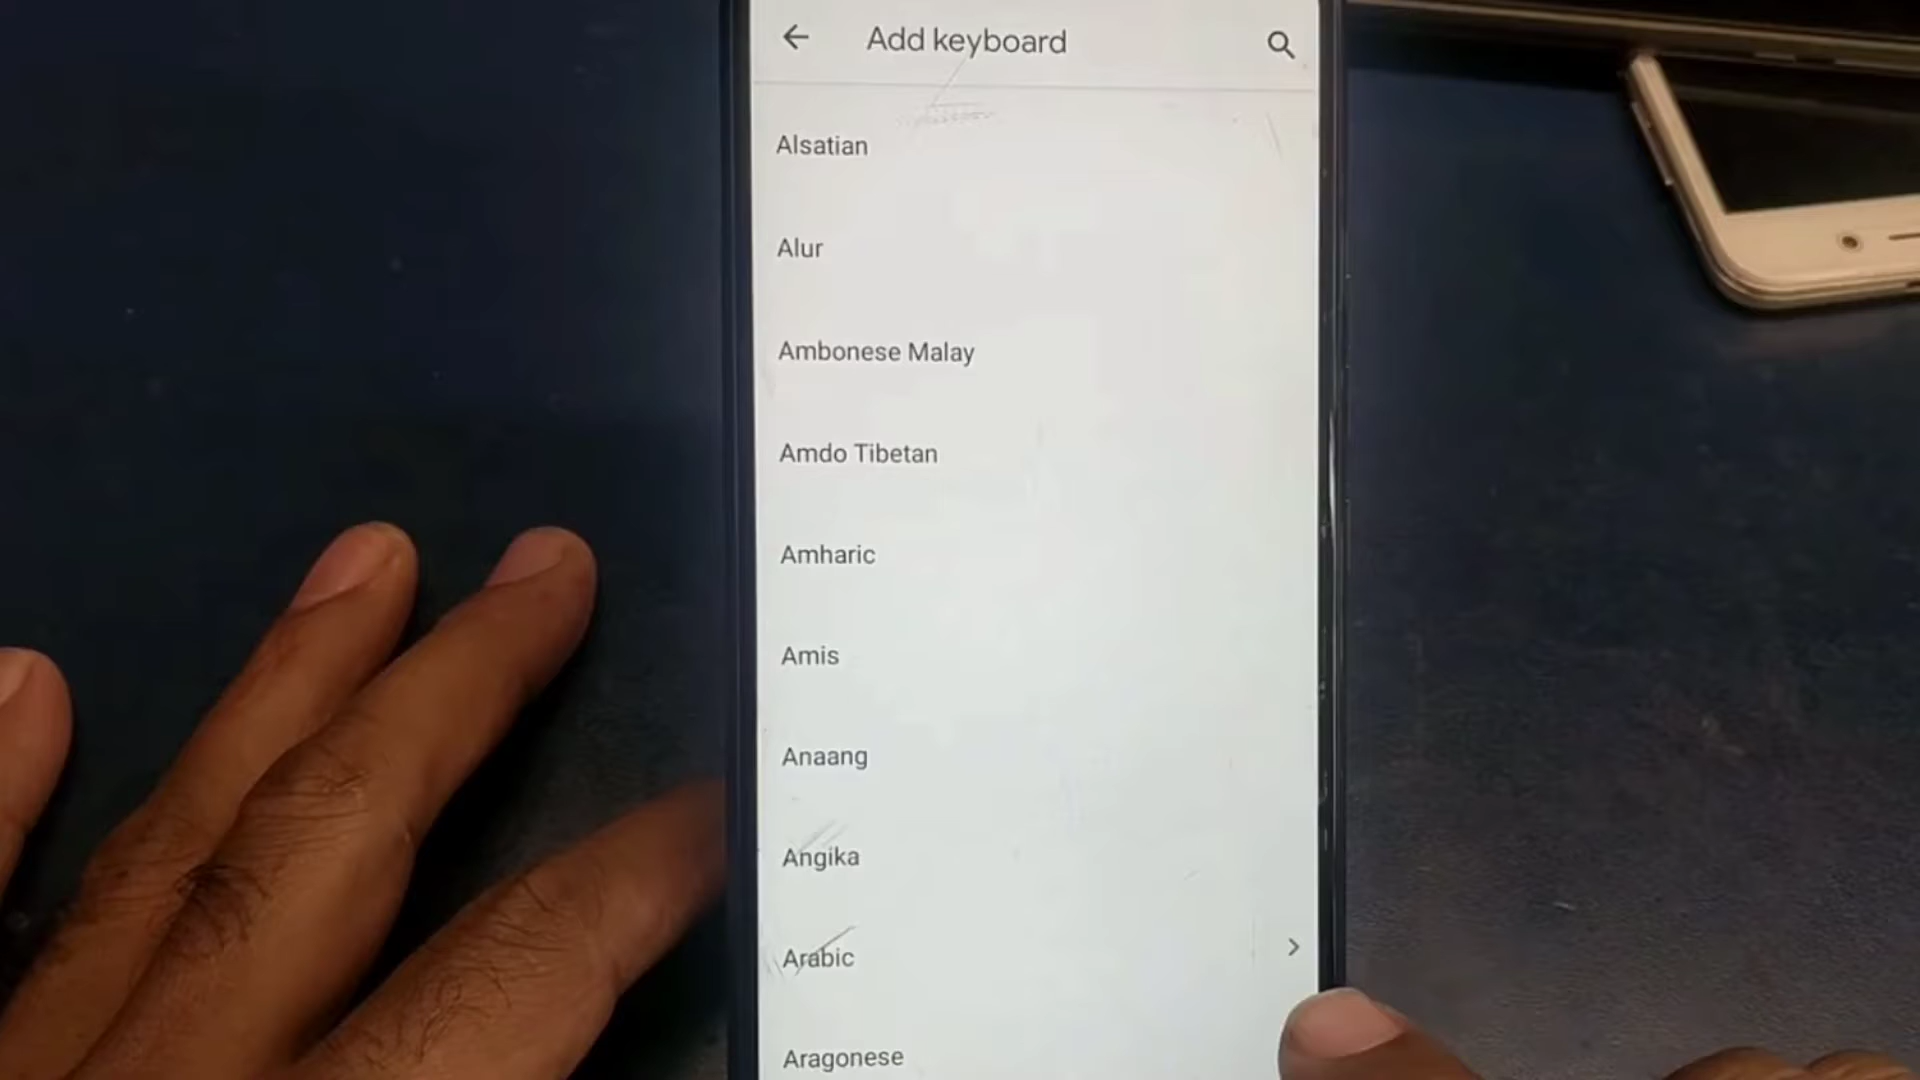 Add keyboard
Alsatian
Alur
Ambonese Malay
Amdo Tibetan
Amharic
Amis
Anaang
Angika
Arabic
Aragonese